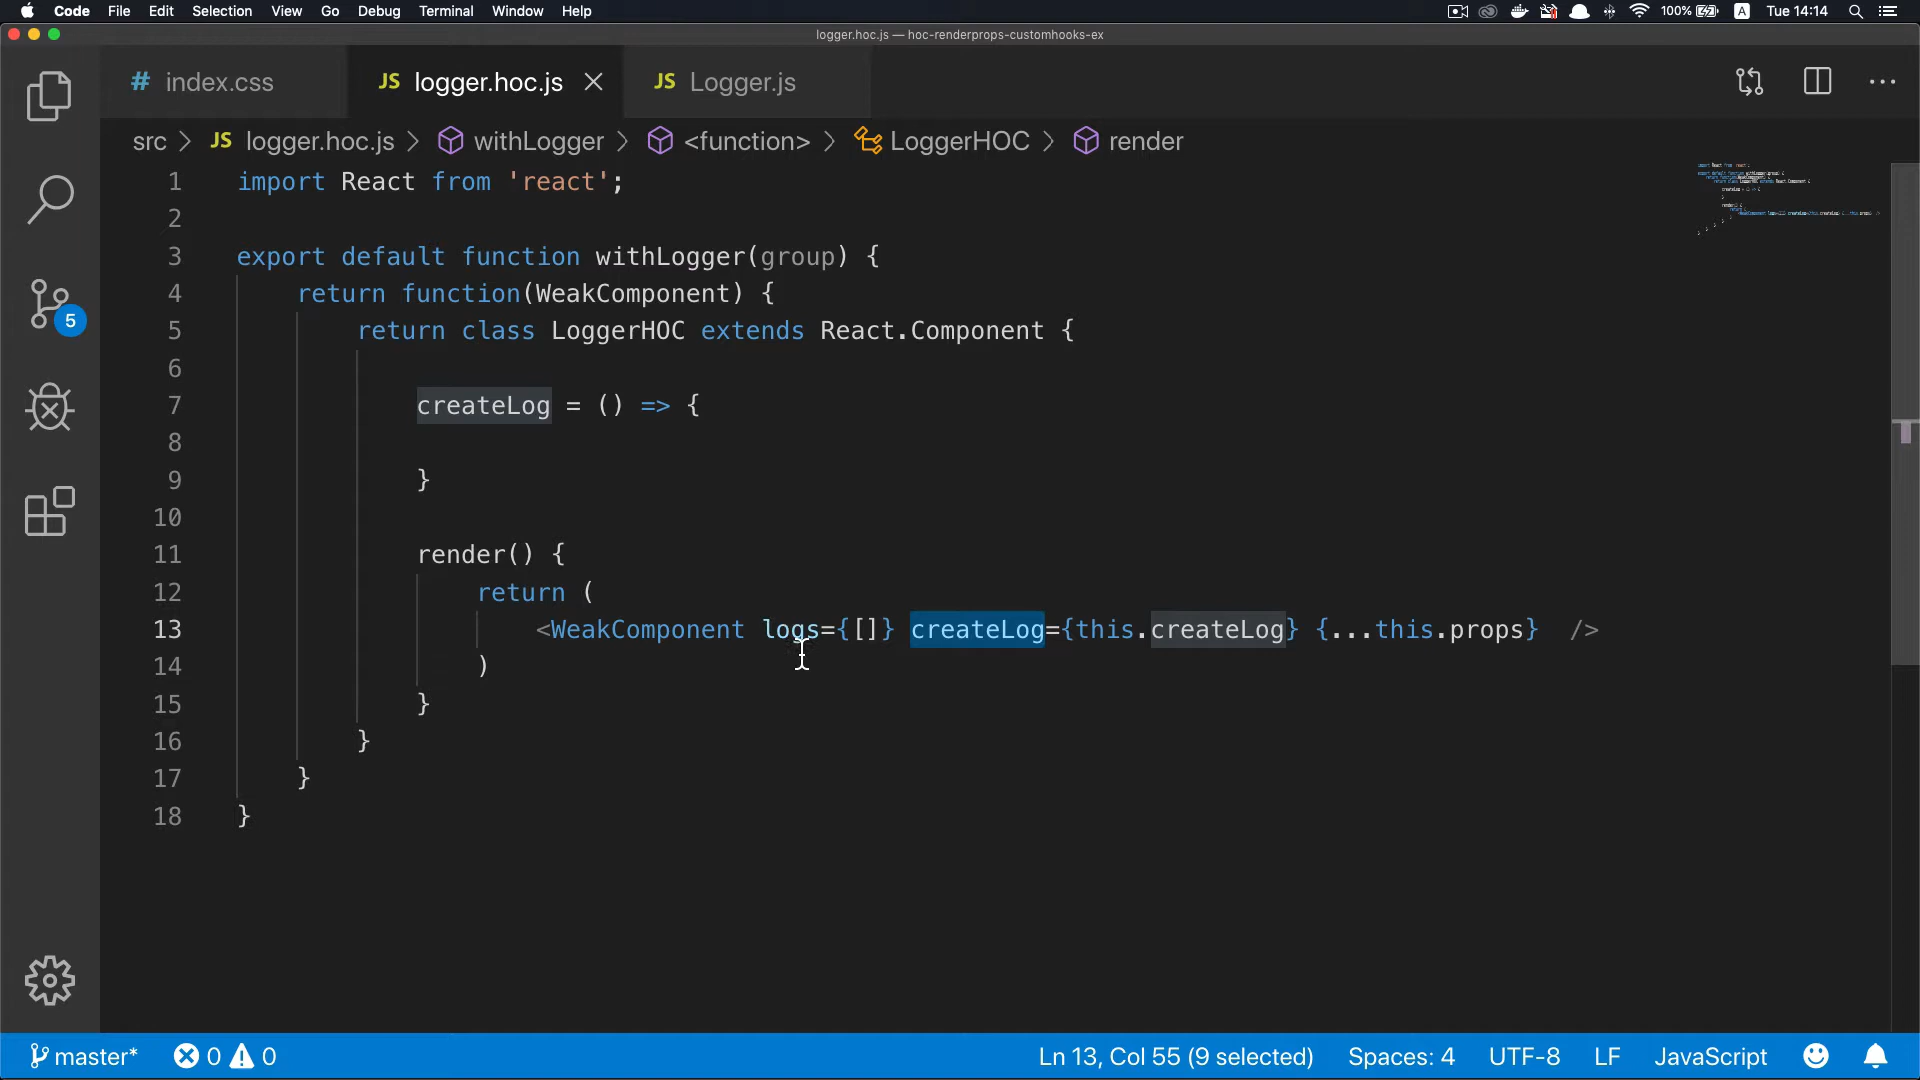 Code File Edit Selection View Go Debug Terminal Window Help 100% A Tue 14:14
logger.hoc.js — hoc-renderprops-customhooks-ex
# index.css JS logger.hoc.js JS Logger.js
src > JS logger.hoc.js > withLogger > <function> > LoggerHOC > render
1 import React from 'react';
2
3 export default function withLogger(group) {
4 return function(WeakComponent) {
5 return class LoggerHOC extends React.Component {
6
7 createLog = () => {
8
9 }
10
11 render() {
12 return (
13 <WeakComponent logs={[]} createLog={this.createLog} {...this.props} />
14 )
15 }
16 }
17 }
18 }
5
master* 0 0 Ln 13, Col 55 (9 selected) Spaces: 4 UTF-8 LF JavaScript